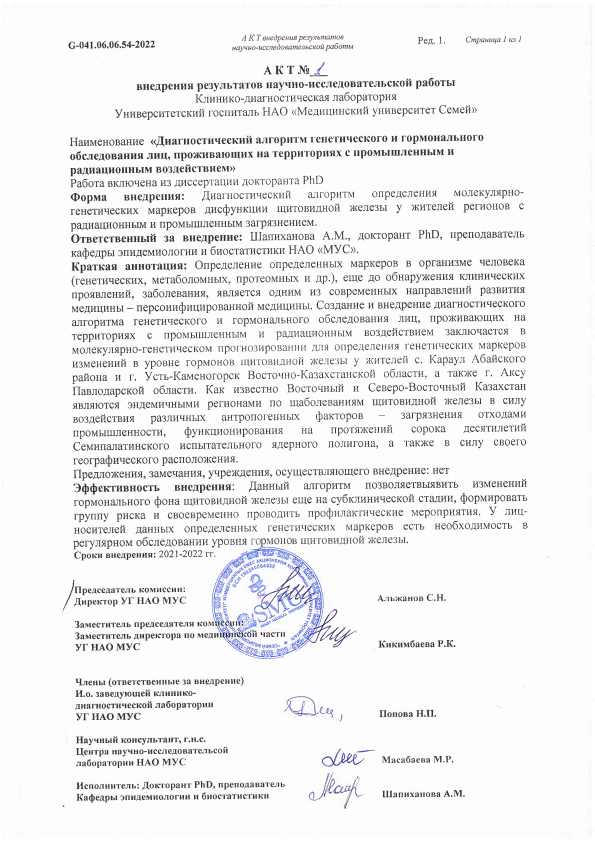 G-041.06.06.54-2022
А К Т внедрения результатов
научно-исследовательской работы
Ред. 1.
Страница 1 из 1
А К Т № 1
внедрения результатов научно-исследовательской работы
Клинико-диагностическая лаборатория
Университетский госпиталь НАО «Медицинский университет Семей»
Наименование «Диагностический алгоритм генетического и гормонального
обследования лиц, проживающих на территориях с промышленным и
радиационным воздействием»
Работа включена из диссертации докторанта PhD
Форма внедрения: Диагностический алгоритм определения молекулярно-
генетических маркеров дисфункции щитовидной железы у жителей регионов с
радиационным и промышленным загрязнением.
Ответственный за внедрение: Шапиханова А.М., докторант PhD, преподаватель
кафедры эпидемиологии и биостатистики НАО «МУС».
Краткая аннотация: Определение определенных маркеров в организме человека
(генетических, метаболомных, протеомных и др.), еще до обнаружения клинических
проявлений, заболевания, является одним из современных направлений развития
медицины – персонифицированной медицины. Создание и внедрение диагностического
алгоритма генетического и гормонального обследования лиц, проживающих на
территориях с промышленным и радиационным воздействием заключается в
молекулярно-генетическом прогнозировании для определения генетических маркеров
изменений в уровне гормонов щитовидной железы у жителей с. Караул Абайского
района и г. Усть-Каменогорск Восточно-Казахстанской области, а также г. Аксу
Павлодарской области. Как известно Восточный и Северо-Восточный Казахстан
являются эндемичными регионами по щаболеваниям щитовидной железы в силу
воздействия различных антропогенных факторов – загрязнения отходами
промышленности, функционирования на протяжений сорока десятилетий
Семипалатинского испытательного ядерного полигона, а также в силу своего
географического расположения.
Предложения, замечания, учреждения, осуществляющего внедрение: нет
Эффективность внедрения: Данный алгоритм позволяетвыявить изменений
гормонального фона щитовидной железы еще на субклинической стадии, формировать
группу риска и своевременно проводить профилактические мероприятия. У лиц-
носителей данных определенных генетических маркеров есть необходимость в
регулярном обследовании уровня гормонов щитовидной железы.
Сроки внедрения: 2021-2022 гг.
Председатель комиссии:
Директор УГ НАО МУС
Альжанов С.Н.
SMU
Заместитель председателя комиссии:
Заместитель директора по медицинской части
УГ НАО МУС
Кикимбаева Р.К.
Члены (ответственные за внедрение)
И.о. заведующей клинико-
диагностической лаборатории
УГ НАО МУС
Попова Н.П.
Научный консультант, г.н.с.
Центра научно-исследовательсой
лаборатории НАО МУС
Масабаева М.Р.
Исполнитель: Докторант PhD, преподаватель
Кафедры эпидемиологии и биостатистики
Шапиханова А.М.